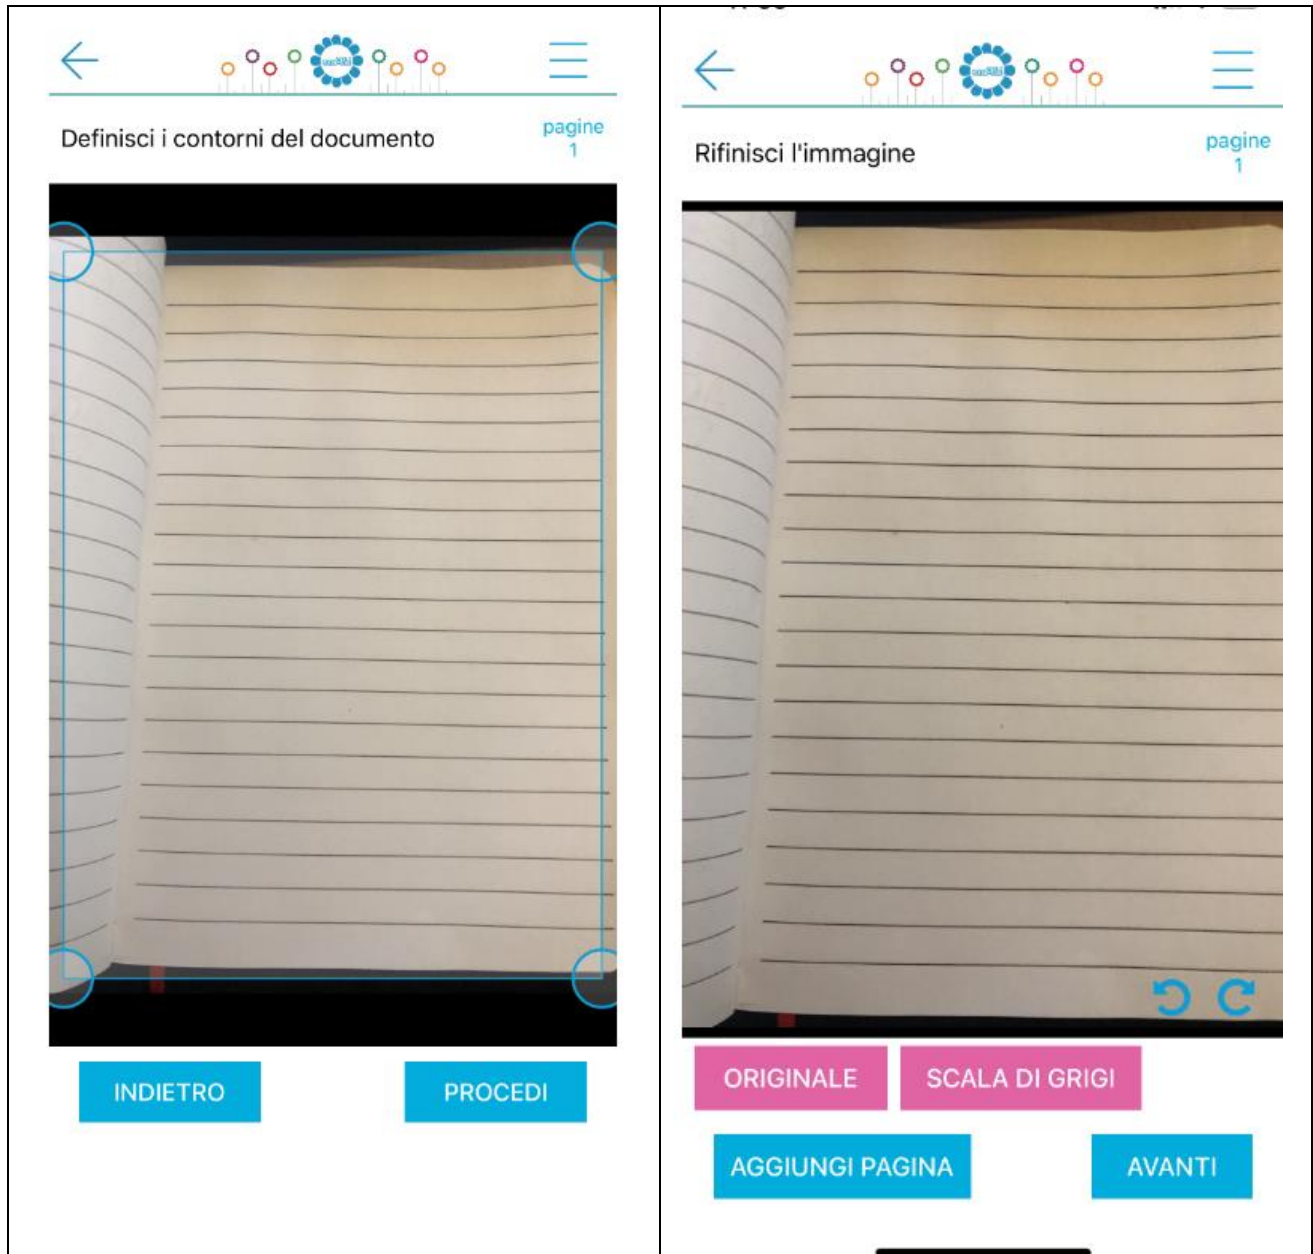 Definisci i contorni del documento
pagine
1
INDIETRO
PROCEDI
Rifinisci l'immagine
pagine
1
ORIGINALE
SCALA DI GRIGI
AGGIUNGI PAGINA
AVANTI